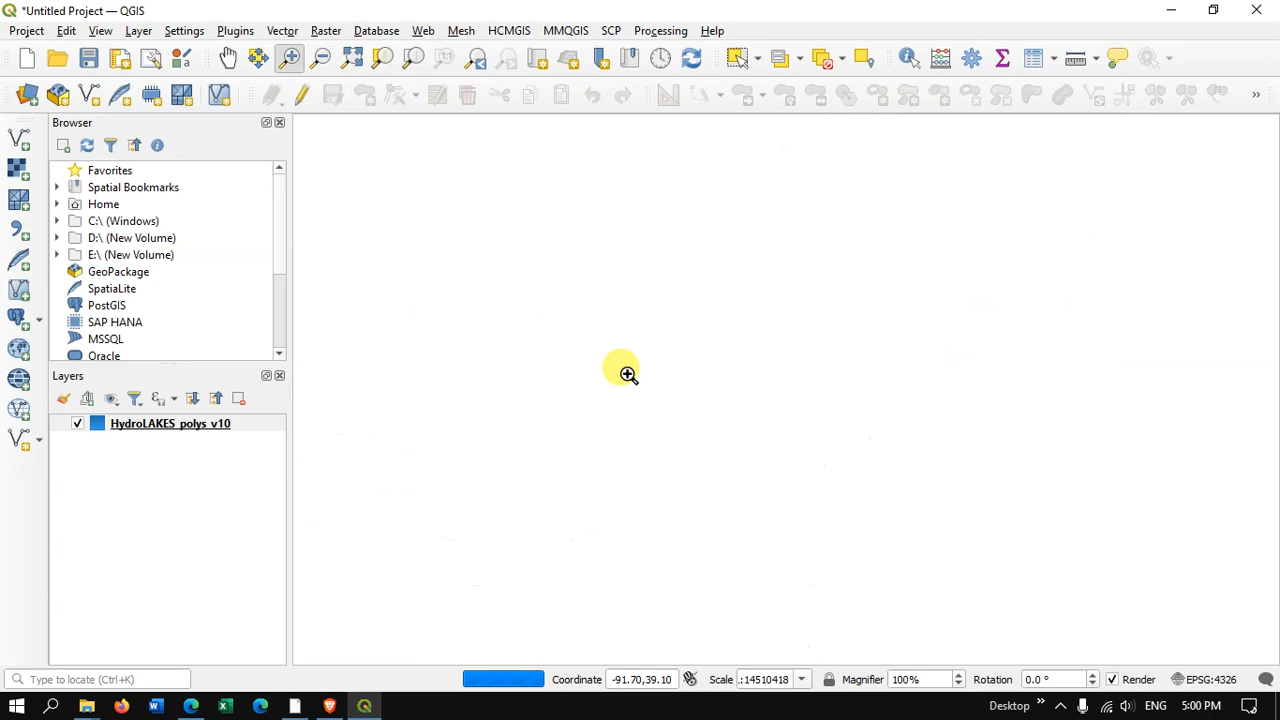 *Untitled Project — QGIS
Project Edit View Layer Settings Plugins Vector Raster Database Web Mesh HCMGIS MMQGIS SCP Processing Help
Browser
Favorites
Spatial Bookmarks
Home
C:\ (Windows)
D:\ (New Volume)
E:\ (New Volume)
GeoPackage
SpatiaLite
PostGIS
SAP HANA
MSSQL
Oracle
Layers
HydroLAKES polys v10
Type to locate (Ctrl+K)
Coordinate -91.70,39.10 Scale .:14510418 Magnifier 100% Rotation 0.0 ° Render EPSG:4326
Desktop ENG 5:00 PM